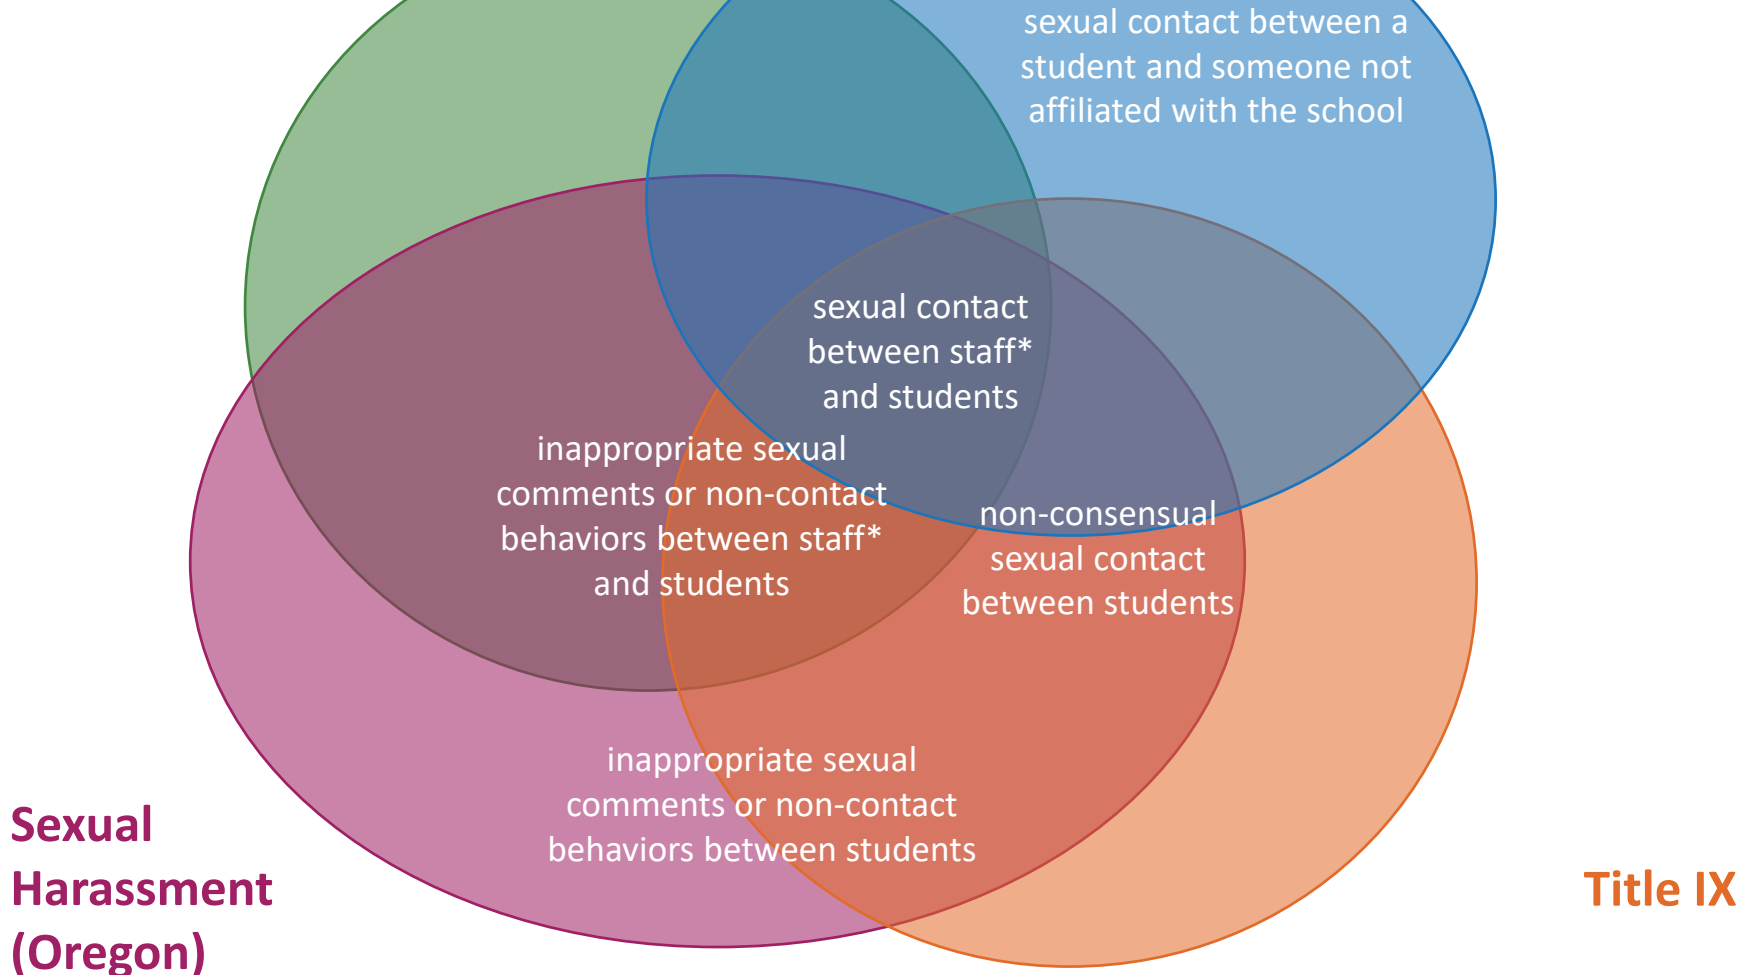 sexual contact between a
student and someone not
affiliated with the school
sexual contact
between staff*
and students
inappropriate sexual
comments or non-contact
behaviors between staff*
and students
non-consensual
sexual contact
between students
inappropriate sexual
comments or non-contact
behaviors between students
Sexual
Harassment
(Oregon)
Title IX